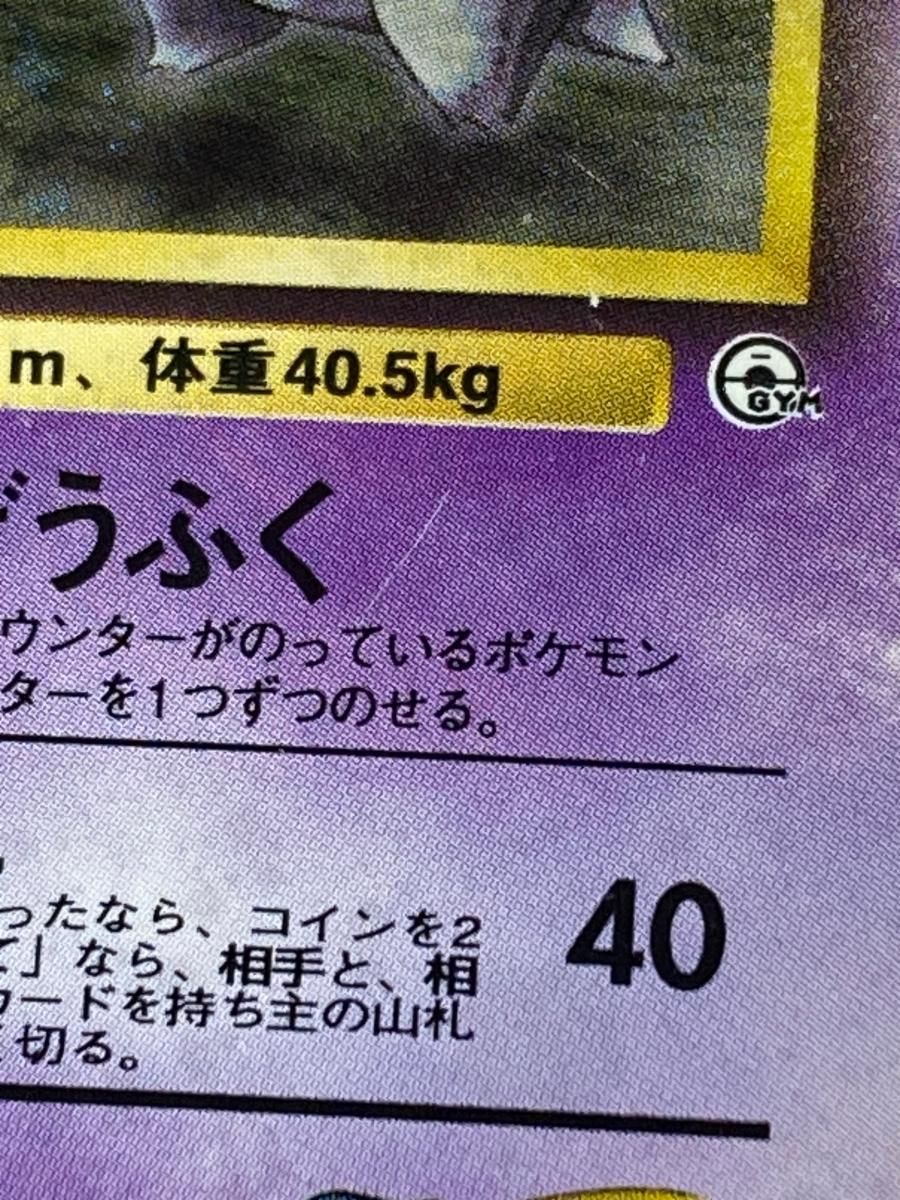 m、体重40.5kg
GYM
どうふく
ウンターがのっているポケモン
ターを1つずつのせる。
ったなら、コインを2
て」なら、相手と、相
カードを持ち主の山札
切る。
40